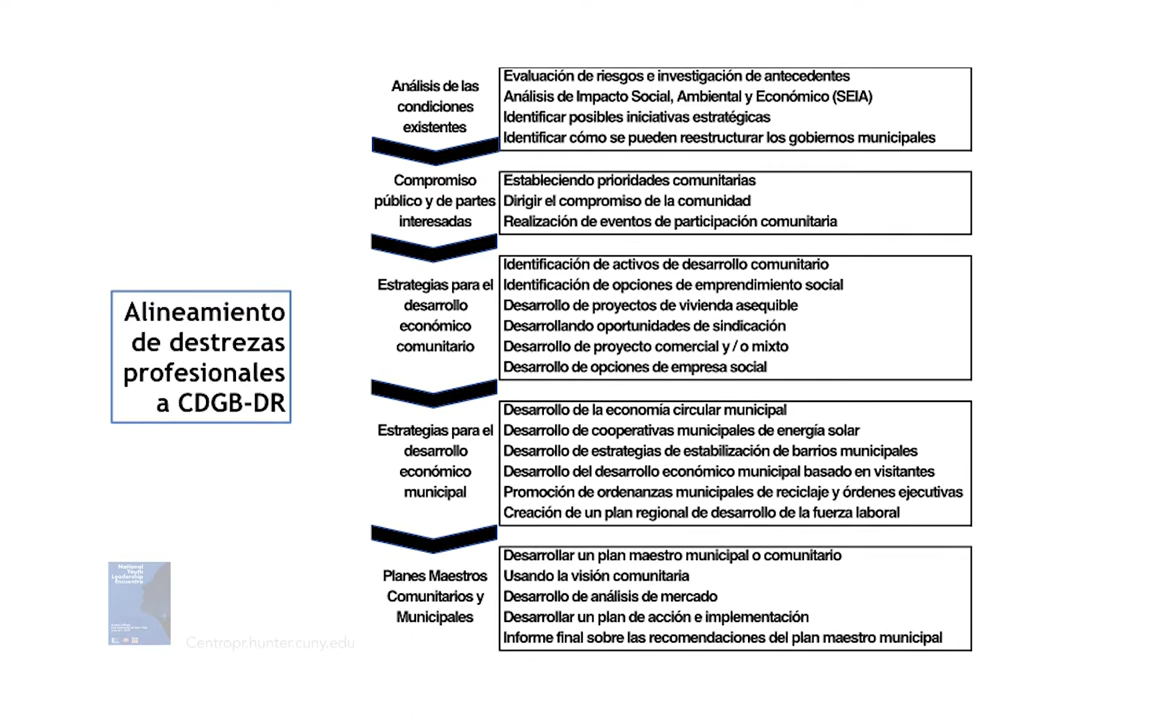 Análisis de las
condiciones
existentes
Evaluación de riesgos e investigación de antecedentes
Análisis de Impacto Social, Ambiental y Económico (SEIA)
Identificar posibles iniciativas estratégicas
Identificar cómo se pueden reestructurar los gobiernos municipales
Compromiso
público y de partes
interesadas
Estableciendo prioridades comunitarias
Dirigir el compromiso de la comunidad
Realización de eventos de participación comunitaria
Estrategias para el
desarrollo
económico
comunitario
Identificación de activos de desarrollo comunitario
Identificación de opciones de emprendimiento social
Desarrollo de proyectos de vivienda asequible
Desarrollando oportunidades de sindicación
Desarrollo de proyecto comercial y / o mixto
Desarrollo de opciones de empresa social
Alineamiento
de destrezas
profesionales
a CDGB-DR
Estrategias para el
desarrollo
económico
municipal
Desarrollo de la economía circular municipal
Desarrollo de cooperativas municipales de energía solar
Desarrollo de estrategias de estabilización de barrios municipales
Desarrollo del desarrollo económico municipal basado en visitantes
Promoción de ordenanzas municipales de reciclaje y órdenes ejecutivas
Creación de un plan regional de desarrollo de la fuerza laboral
Planes Maestros
Comunitarios y
Municipales
Desarrollar un plan maestro municipal o comunitario
Usando la visión comunitaria
Desarrollo de análisis de mercado
Desarrollar un plan de acción e implementación
Informe final sobre las recomendaciones del plan maestro municipal
National
Youth
Leadership
Encuentro
Centropr.hunter.cuny.edu